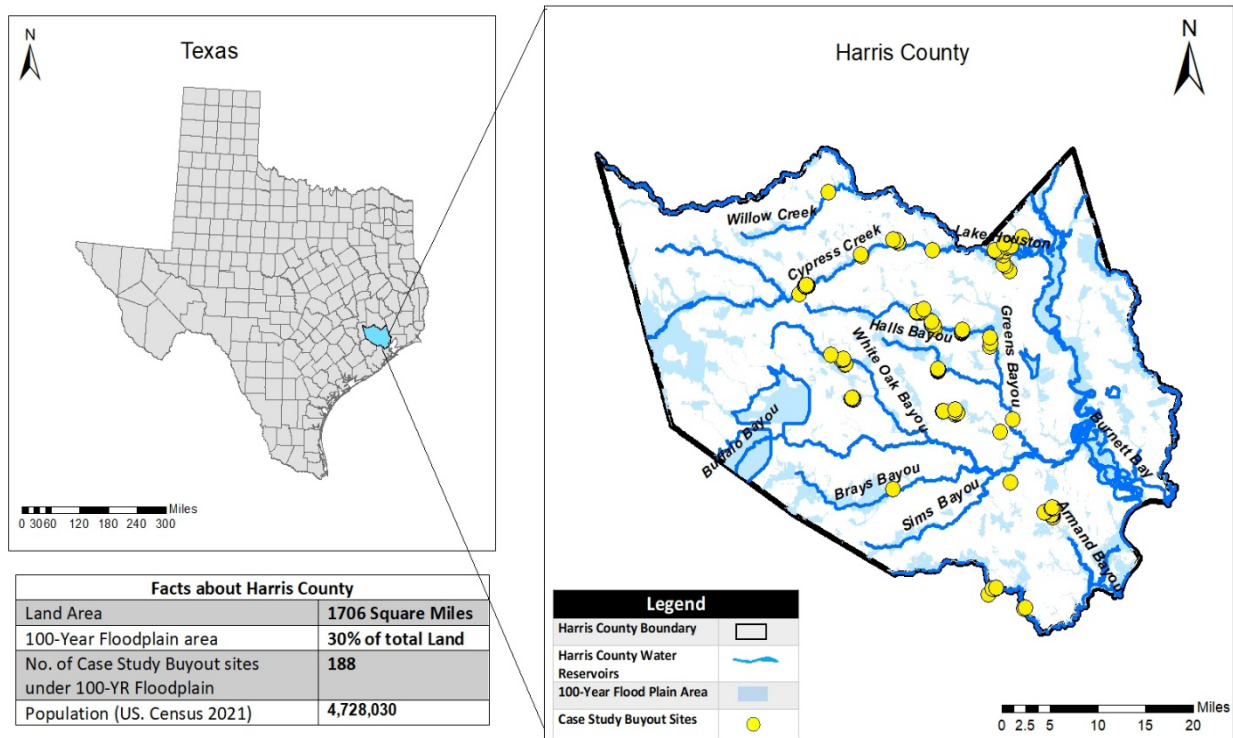 N
Texas
0 30 60 120 180 240 300 Miles
Facts about Harris County
Land Area 1706 Square Miles
100-Year Floodplain area 30% of total Land
No. of Case Study Buyout sites 188
under 100-YR Floodplain
Population (US. Census 2021) 4,728,030
N
Harris County
Willow Creek
Cypress Creek
Lake Houston
Halls Bayou
Greens Bayou
White Oak Bayou
Buffalo Bayou
Burnett Bay
Brays Bayou
Sims Bayou
Armand Bayou
Legend
Harris County Boundary
Harris County Water
Reservoirs
100-Year Flood Plain Area
Case Study Buyout Sites
Miles
0 2.5 5 10 15 20